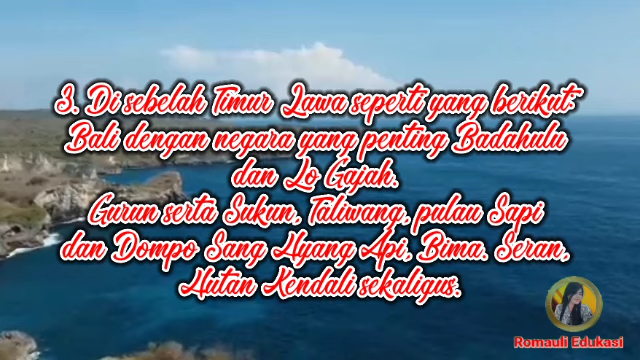 3. Di sebelah Timur Jawa seperti yang berikut:
Bali dengan negara yang penting Badahulu
dan Lo Gajah.
Gurun serta Sukun, Taliwang, pulau Sapi
dan Dompo Sang Hyang Api, Bima. Seran,
Hutan Kendali sekaligus.
Romauli Edukasi